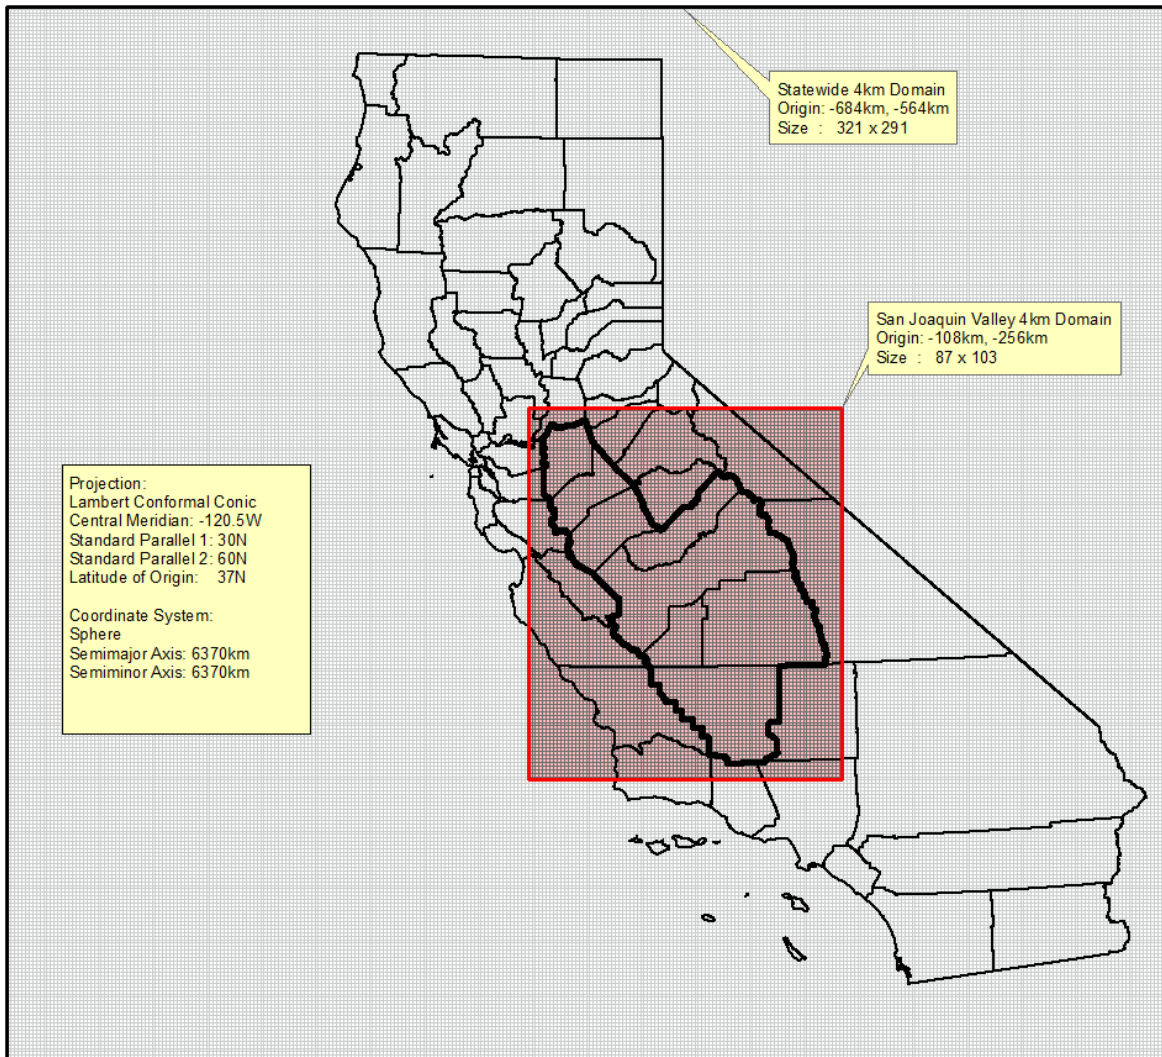 Statewide 4km Domain
Origin: -684km, -564km
Size : 321 x 291
San Joaquin Valley 4km Domain
Origin: -108km, -256km
Size : 87 x 103
Projection:
Lambert Conformal Conic
Central Meridian: -120.5W
Standard Parallel 1: 30N
Standard Parallel 2: 60N
Latitude of Origin: 37N
Coordinate System:
Sphere
Semimajor Axis: 6370km
Semiminor Axis: 6370km